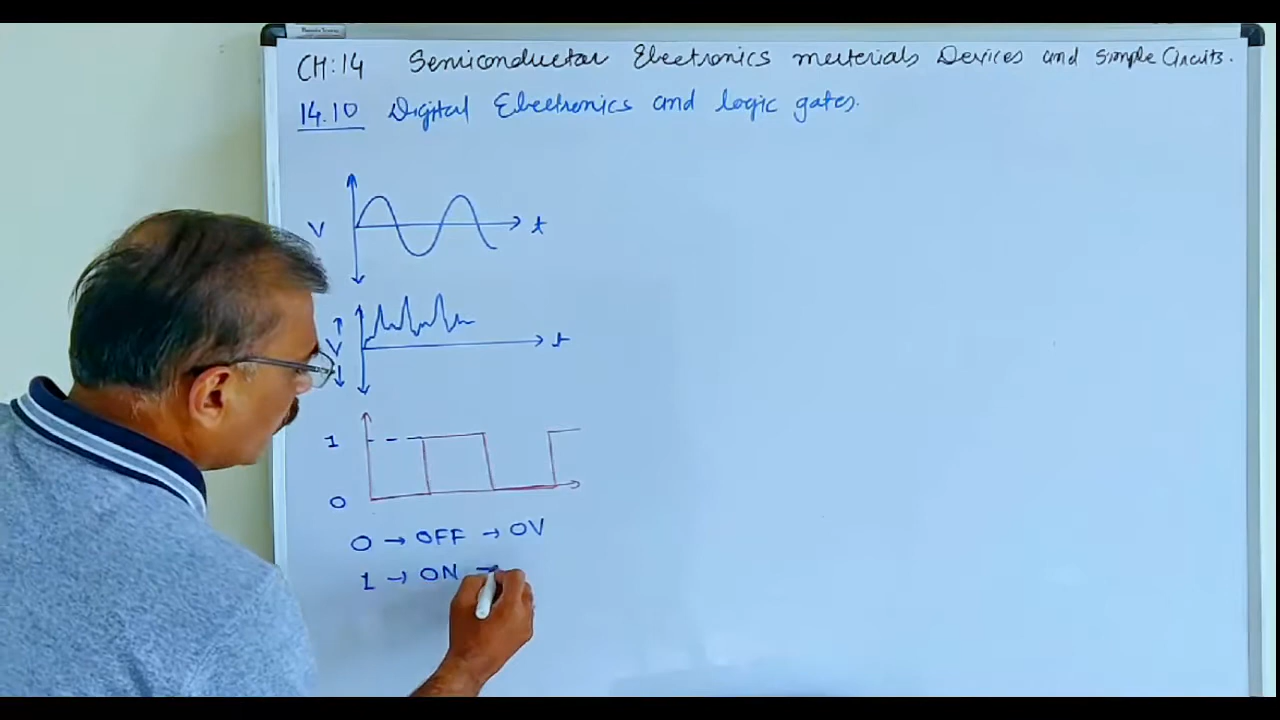 CH:14 Semiconductor Electronics materials Devices and Simple Circuits.
14.10 Digital Electronics and logic gates.
V
t
V
t
1
0
0 → OFF → 0V
1 → ON →